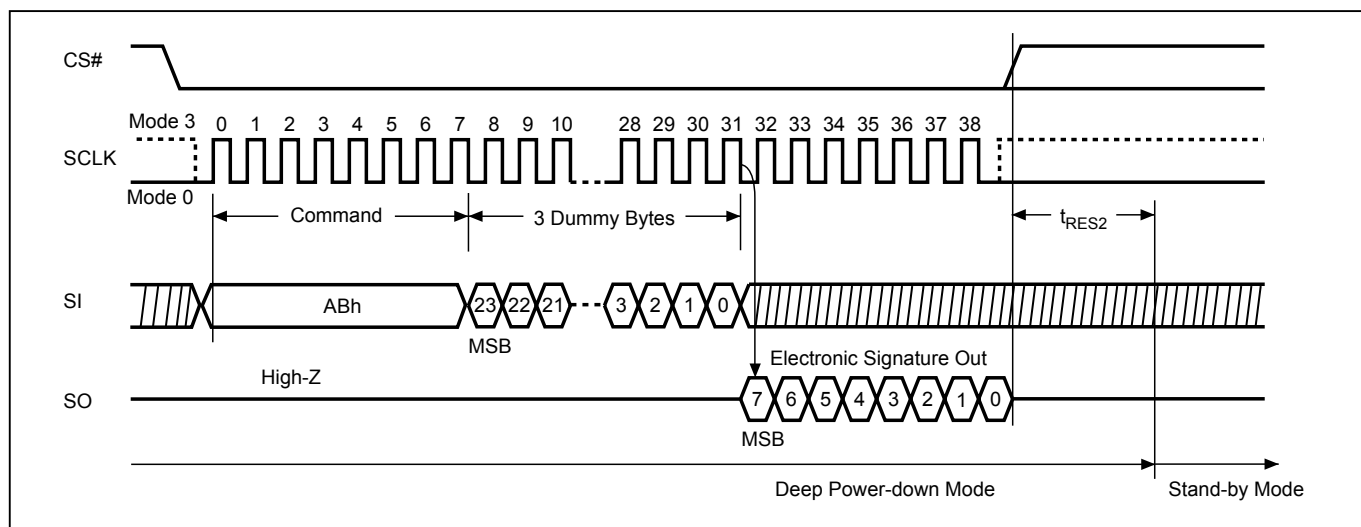 CS#
Mode 3 0 1 2 3 4 5 6 7 8 9 10 28 29 30 31 32 33 34 35 36 37 38
SCLK
Mode 0
Command 3 Dummy Bytes tRES2
SI ABh 23 22 21 3 2 1 0
MSB
High-Z Electronic Signature Out
SO 7 6 5 4 3 2 1 0
MSB
Deep Power-down Mode Stand-by Mode